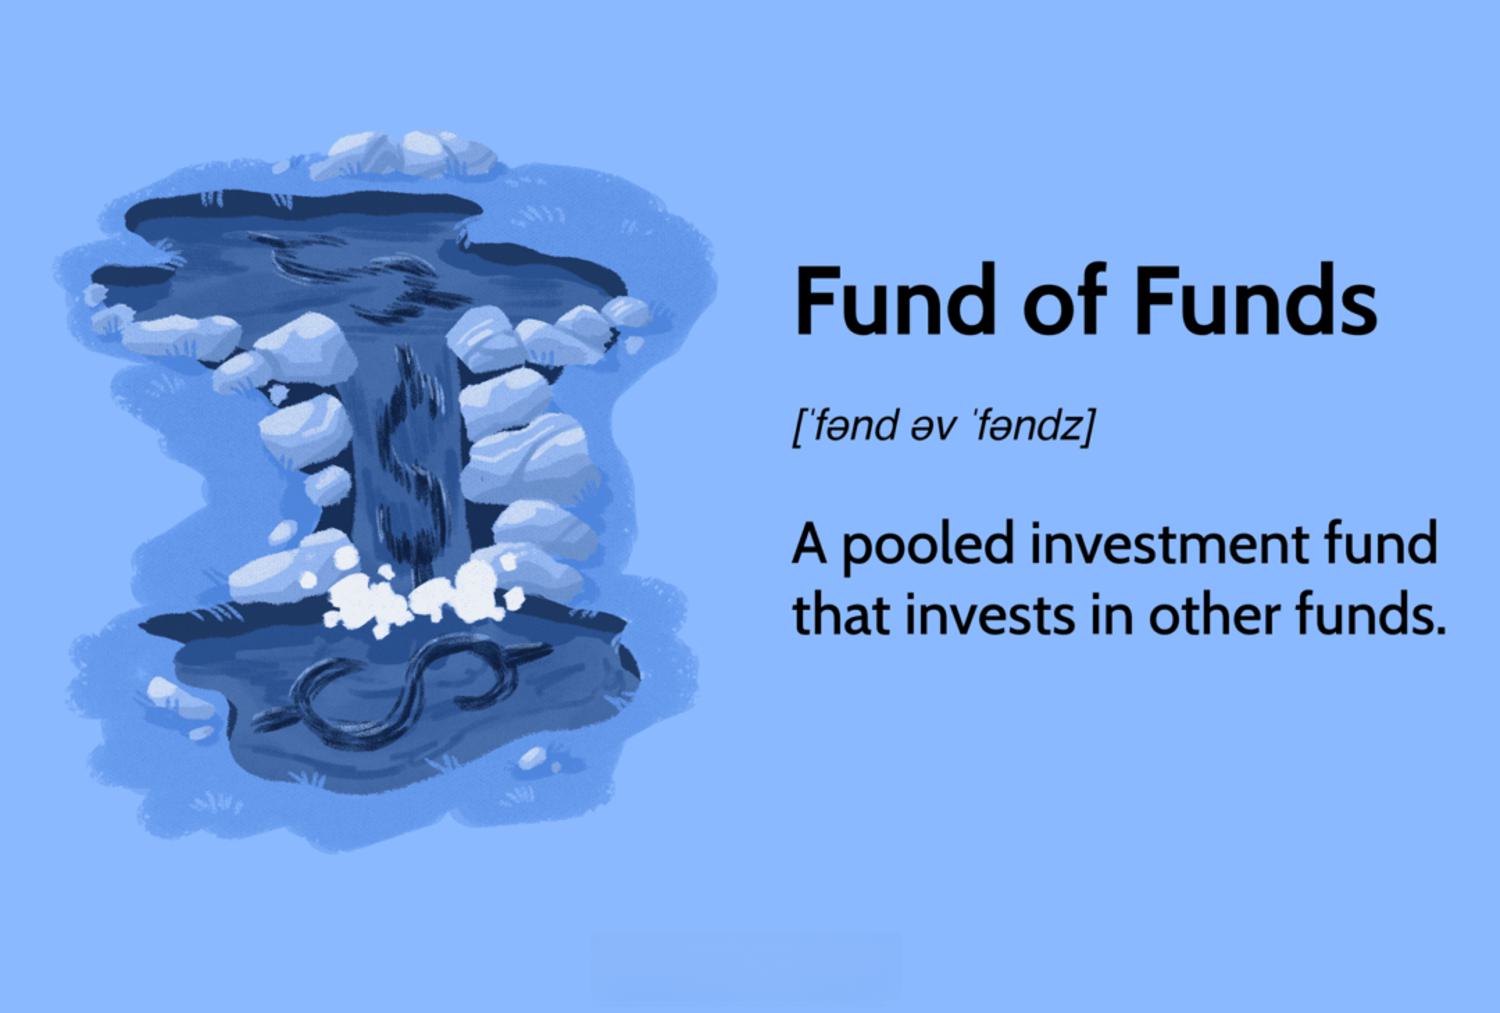 Fund of Funds
[ˈfənd əv ˈfəndz]
A pooled investment fund
that invests in other funds.